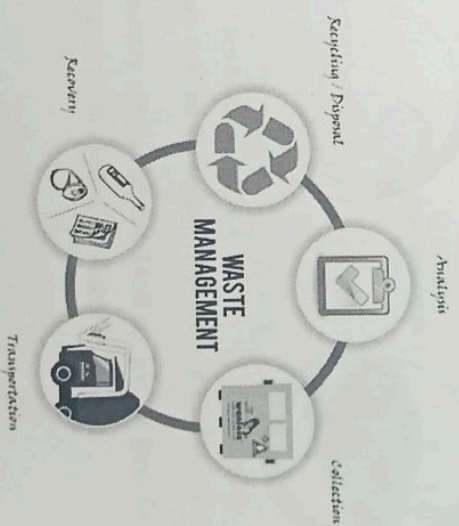 Analysis
Recycling / Disposal
WASTE
MANAGEMENT
Collection
Recovery
Transportation